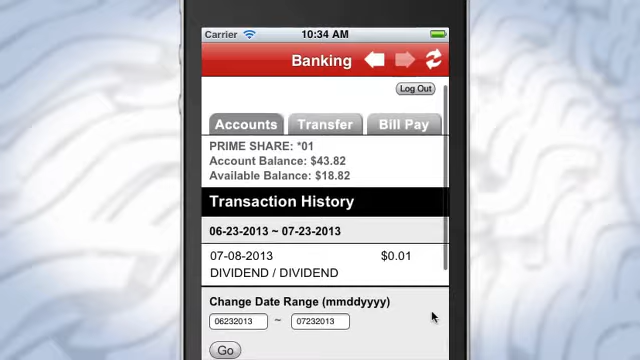 Carrier 10:34 AM
Banking
Log Out
Accounts Transfer Bill Pay
PRIME SHARE: *01
Account Balance: $43.82
Available Balance: $18.82
Transaction History
06-23-2013 ~ 07-23-2013
07-08-2013 $0.01
DIVIDEND / DIVIDEND
Change Date Range (mmddyyyy)
06232013 ~ 07232013
Go